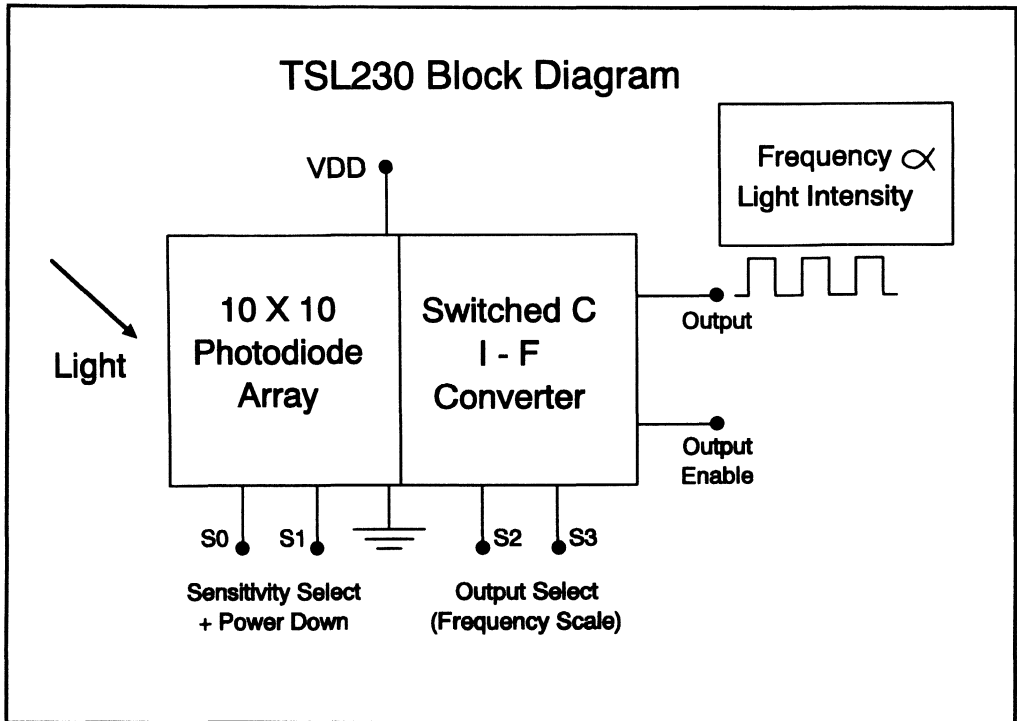 TSL230 Block Diagram
Frequency ∝
Light Intensity
VDD
Light
10 X 10
Photodiode
Array
Switched C
I - F
Converter
Output
Output
Enable
S0
S1
S2
S3
Sensitivity Select
+ Power Down
Output Select
(Frequency Scale)